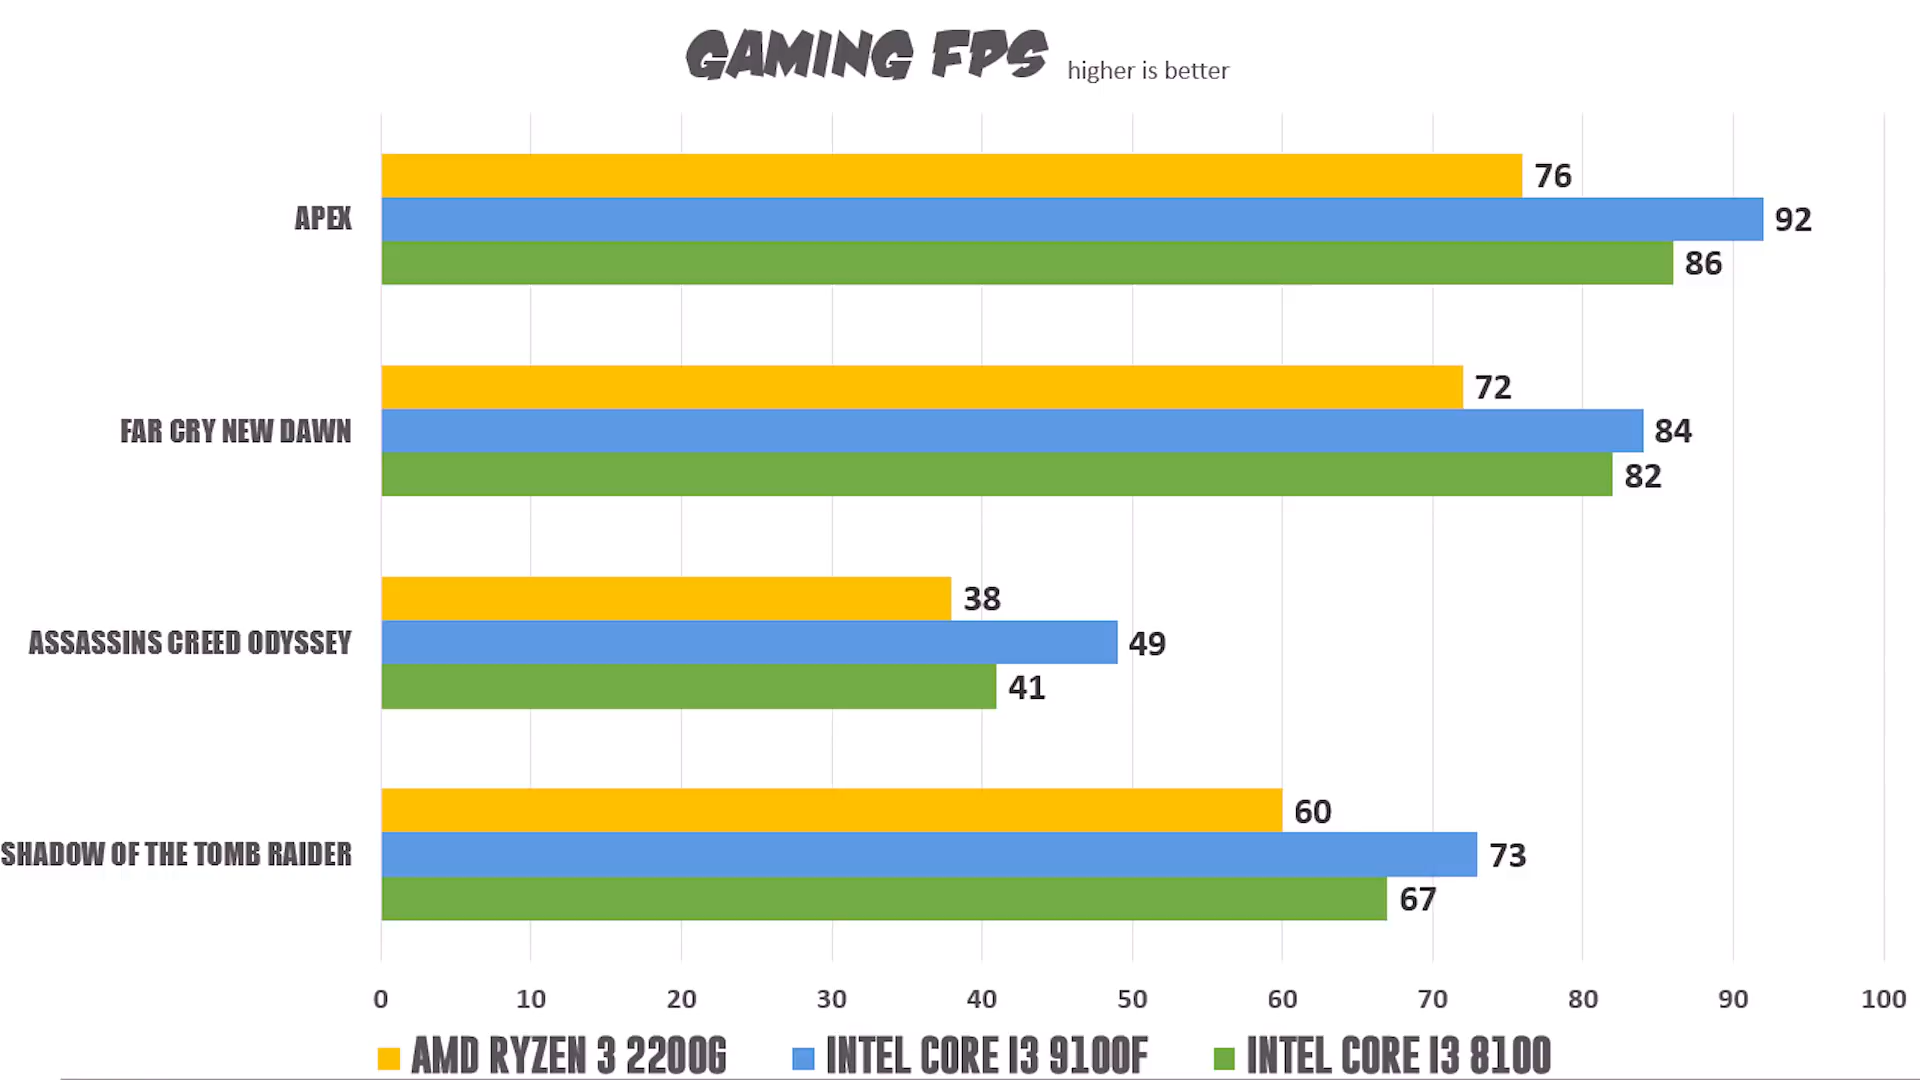 GAMING FPS higher is better
APEX
76
92
86
FAR CRY NEW DAWN
72
84
82
ASSASSINS CREED ODYSSEY
38
49
41
SHADOW OF THE TOMB RAIDER
60
73
67
0 10 20 30 40 50 60 70 80 90 100
AMD RYZEN 3 2200G INTEL CORE I3 9100F INTEL CORE I3 8100